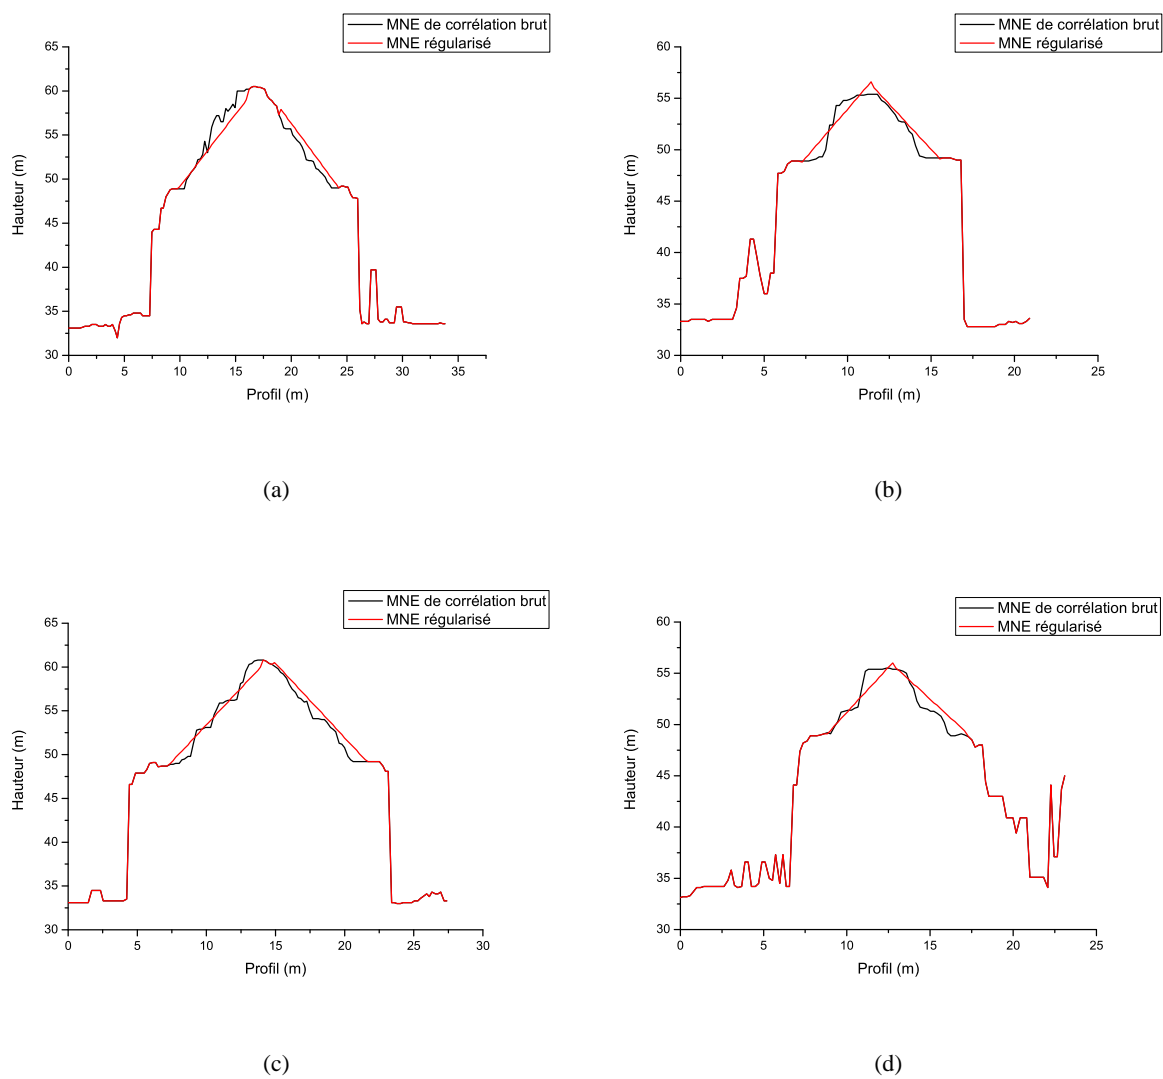 MNE de corrélation brut
MNE régularisé
65
60
55
50
45
40
35
30
Hauteur (m)
0 5 10 15 20 25 30 35
Profil (m)
(a)
MNE de corrélation brut
MNE régularisé
60
55
50
45
40
35
30
Hauteur (m)
0 5 10 15 20 25
Profil (m)
(b)
MNE de corrélation brut
MNE régularisé
65
60
55
50
45
40
35
30
Hauteur (m)
0 5 10 15 20 25 30
Profil (m)
(c)
MNE de corrélation brut
MNE régularisé
60
55
50
45
40
35
30
Hauteur (m)
0 5 10 15 20 25
Profil (m)
(d)